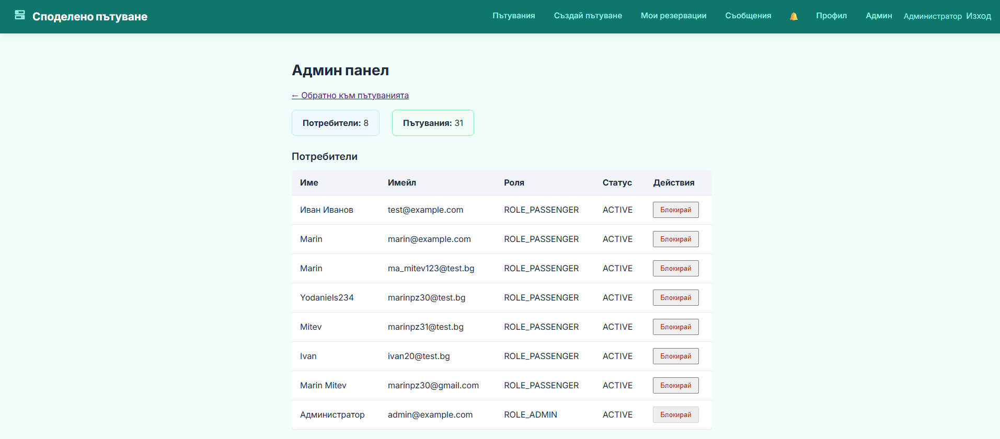 Споделено пътуване Пътувания Създай пътуване Мои резервации Съобщения Профил Админ Администратор Изход
Админ панел
← Обратно към пътуванията
Потребители: 8 Пътувания: 31
Потребители
Име Имейл Роля Статус Действия
Иван Иванов test@example.com ROLE_PASSENGER ACTIVE Блокирай
Marin marin@example.com ROLE_PASSENGER ACTIVE Блокирай
Marin ma_mitev123@test.bg ROLE_PASSENGER ACTIVE Блокирай
Yodaniels234 marinpz30@test.bg ROLE_PASSENGER ACTIVE Блокирай
Mitev marinpz31@test.bg ROLE_PASSENGER ACTIVE Блокирай
Ivan ivan20@test.bg ROLE_PASSENGER ACTIVE Блокирай
Marin Mitev marinpz30@gmail.com ROLE_PASSENGER ACTIVE Блокирай
Администратор admin@example.com ROLE_ADMIN ACTIVE Блокирай